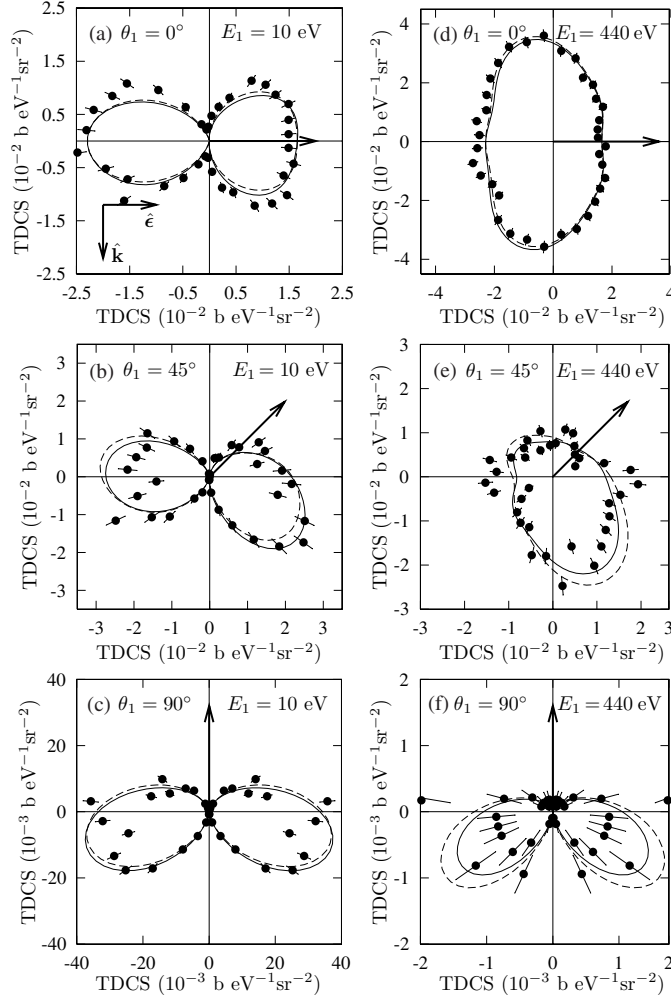 (a) θ₁ = 0° E₁ = 10 eV
TDCS (10⁻² b eV⁻¹sr⁻²)
2.5
1.5
0.5
-0.5
-1.5
-2.5
ϵ̂
k̂
-2.5 -1.5 -0.5 0.5 1.5 2.5
TDCS (10⁻² b eV⁻¹sr⁻²)
(d) θ₁ = 0° E₁ = 440 eV
TDCS (10⁻² b eV⁻¹sr⁻²)
4
2
0
-2
-4
-4 -2 0 2 4
TDCS (10⁻² b eV⁻¹sr⁻²)
(b) θ₁ = 45° E₁ = 10 eV
TDCS (10⁻² b eV⁻¹sr⁻²)
3
2
1
0
-1
-2
-3
-3 -2 -1 0 1 2 3
TDCS (10⁻² b eV⁻¹sr⁻²)
(e) θ₁ = 45° E₁ = 440 eV
TDCS (10⁻² b eV⁻¹sr⁻²)
3
2
1
0
-1
-2
-3
-3 -2 -1 0 1 2 3
TDCS (10⁻² b eV⁻¹sr⁻²)
(c) θ₁ = 90° E₁ = 10 eV
TDCS (10⁻³ b eV⁻¹sr⁻²)
40
20
0
-20
-40
-40 -20 0 20 40
TDCS (10⁻³ b eV⁻¹sr⁻²)
(f) θ₁ = 90° E₁ = 440 eV
TDCS (10⁻³ b eV⁻¹sr⁻²)
2
1
0
-1
-2
-2 -1 0 1 2
TDCS (10⁻³ b eV⁻¹sr⁻²)